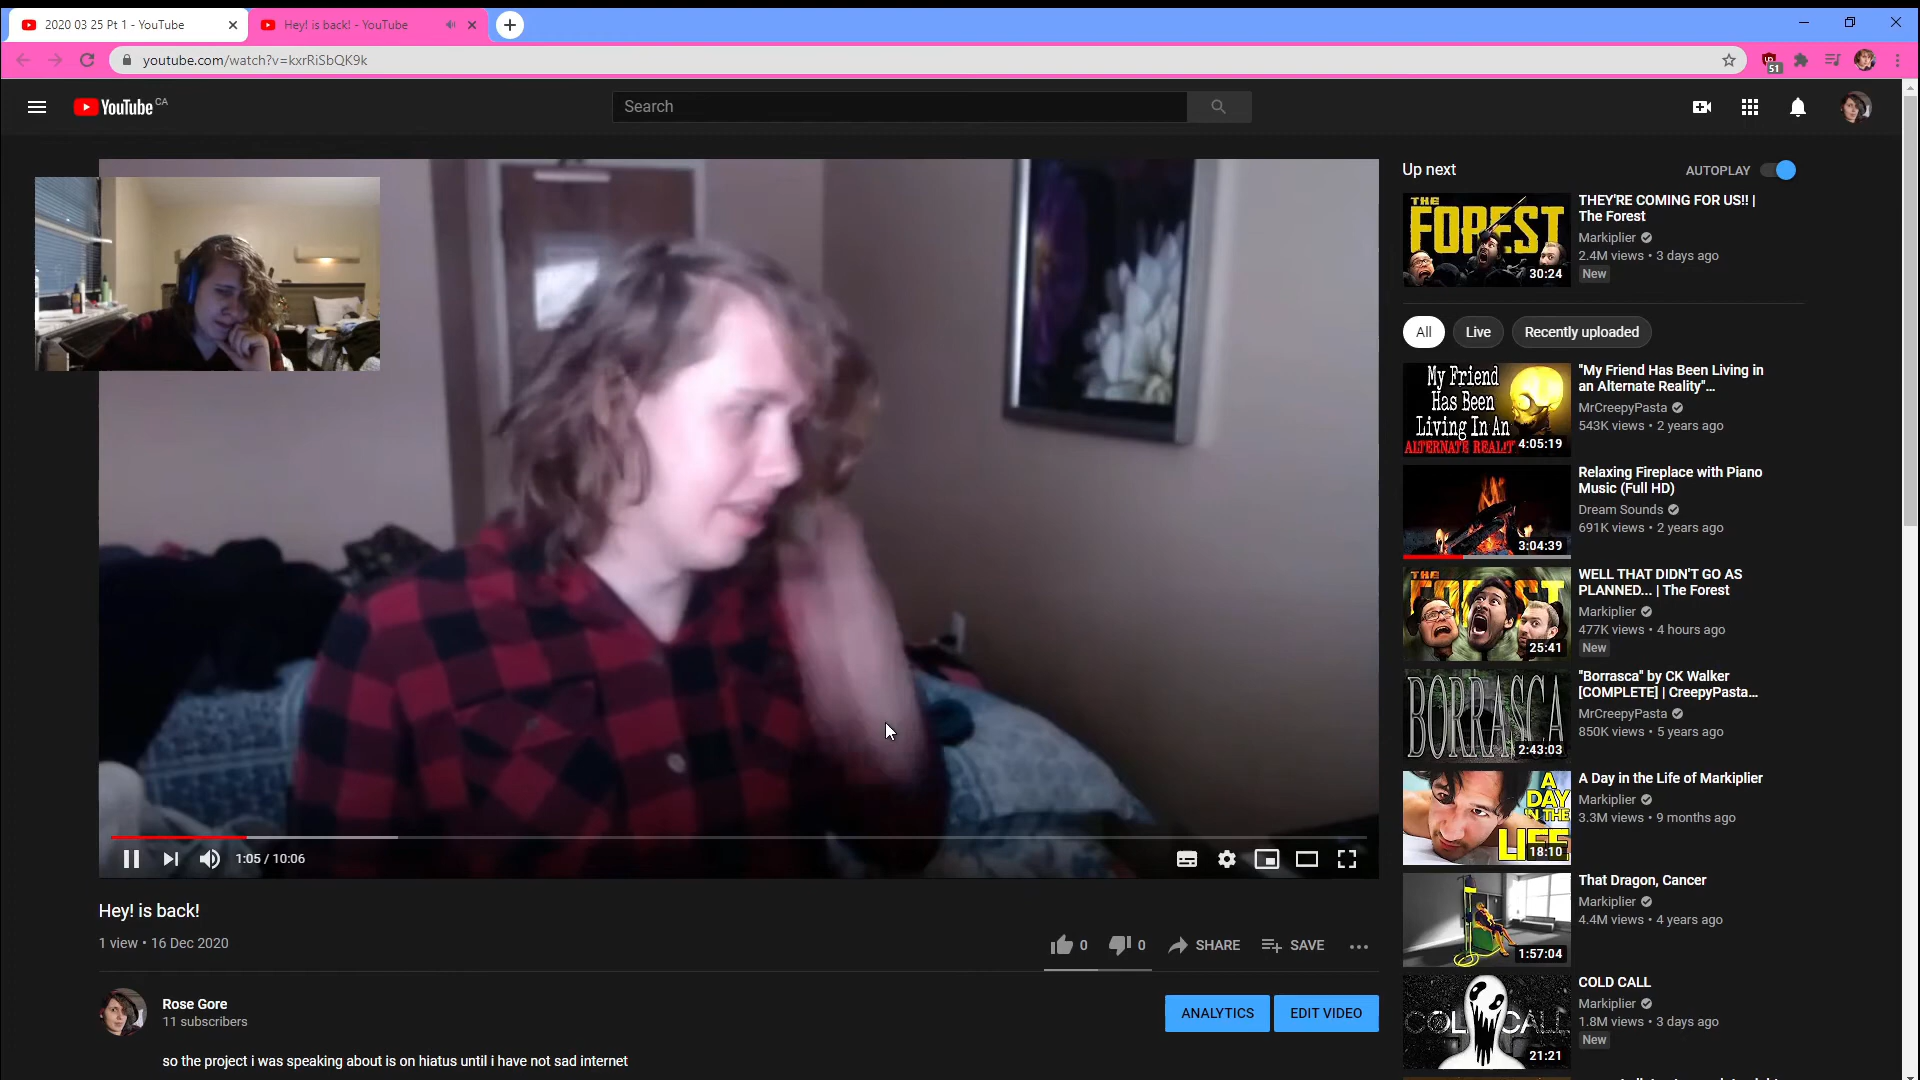 2020 03 25 Pt 1 - YouTube
Hey! is back! - YouTube
youtube.com/watch?v=kxrRiSbQK9k
51
YouTube CA
Search
Up next
AUTOPLAY
THE
FOREST
30:24
THEY'RE COMING FOR US!! |
The Forest
Markiplier
2.4M views • 3 days ago
New
All
Live
Recently uploaded
My Friend
Has Been
Living In An
ALTERNATE REALIT
4:05:19
"My Friend Has Been Living in
an Alternate Reality"...
MrCreepyPasta
543K views • 2 years ago
3:04:39
Relaxing Fireplace with Piano
Music (Full HD)
Dream Sounds
691K views • 2 years ago
THE
25:41
WELL THAT DIDN'T GO AS
PLANNED... | The Forest
Markiplier
477K views • 4 hours ago
New
BORRASCA
2:43:03
"Borrasca" by CK Walker
[COMPLETE] | CreepyPasta...
MrCreepyPasta
850K views • 5 years ago
A
DAY
IN THE
LIFE
18:10
A Day in the Life of Markiplier
Markiplier
3.3M views • 9 months ago
1:57:04
That Dragon, Cancer
Markiplier
4.4M views • 4 years ago
COLD CALL
21:21
COLD CALL
Markiplier
1.8M views • 3 days ago
New
1:05 / 10:06
Hey! is back!
1 view • 16 Dec 2020
0
0
SHARE
SAVE
Rose Gore
11 subscribers
ANALYTICS
EDIT VIDEO
so the project i was speaking about is on hiatus until i have not sad internet